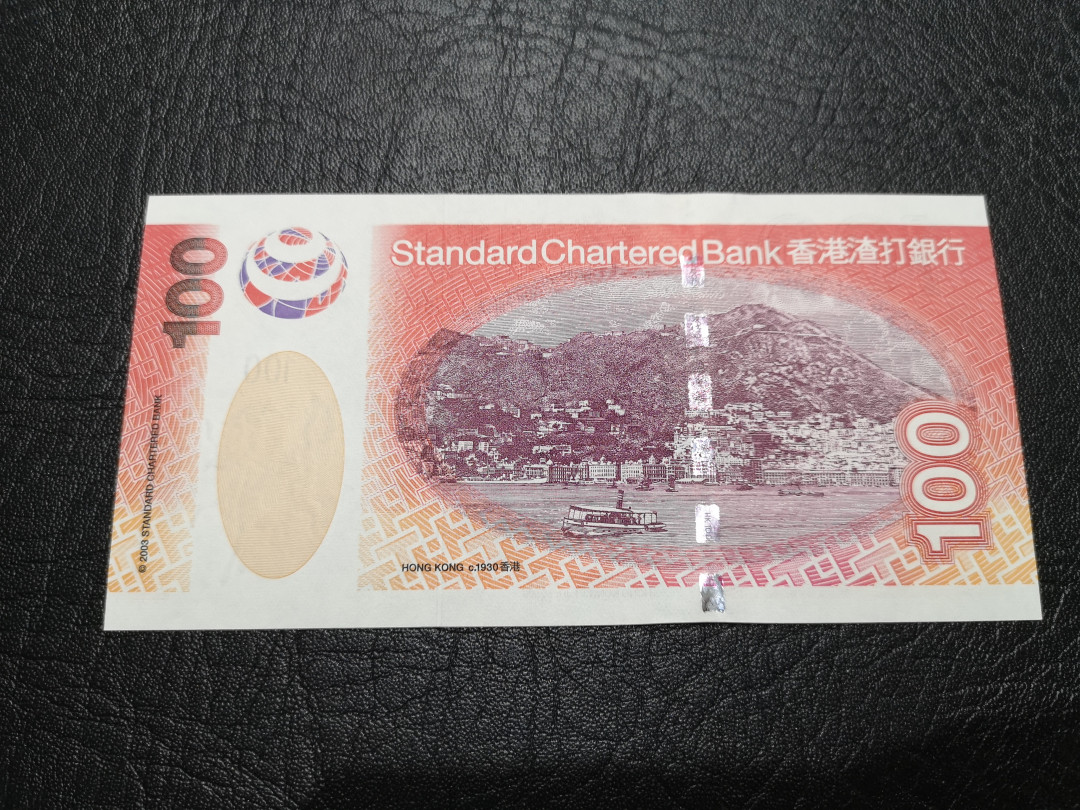 100
Standard Chartered Bank 香港渣打銀行
© 2003 STANDARD CHARTERED BANK
100
HONG KONG c.1930 香港